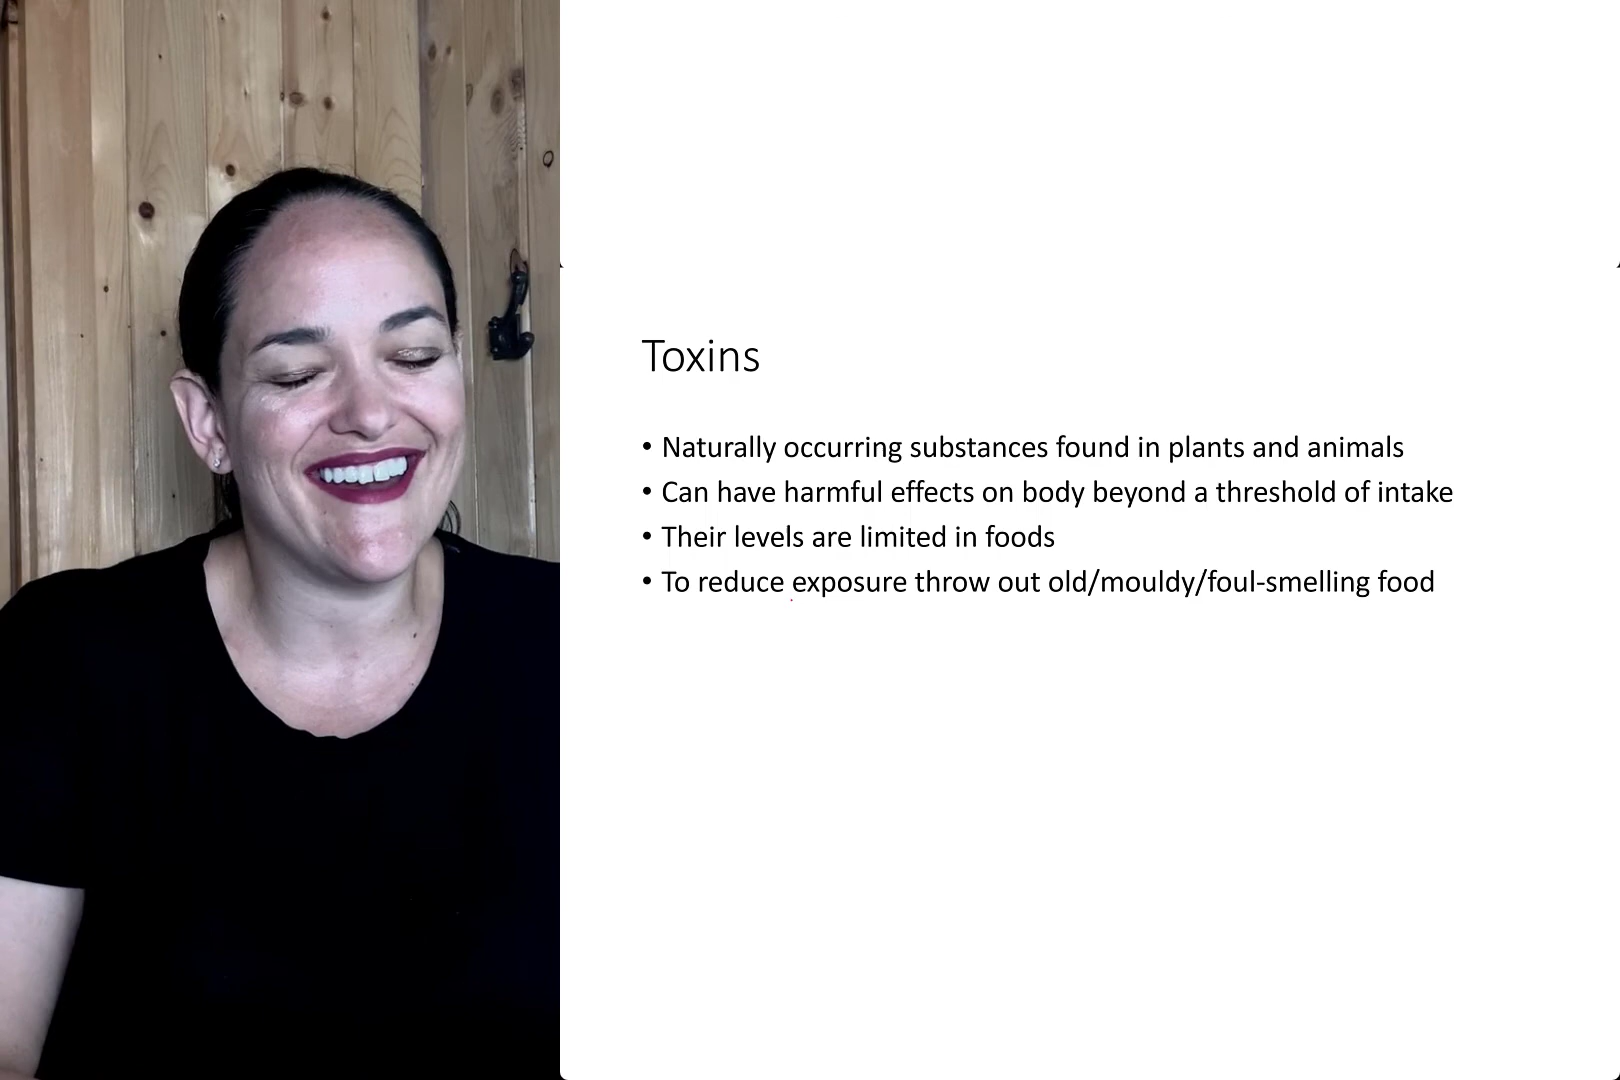 Toxins
• Naturally occurring substances found in plants and animals
• Can have harmful effects on body beyond a threshold of intake
• Their levels are limited in foods
• To reduce exposure throw out old/mouldy/foul-smelling food